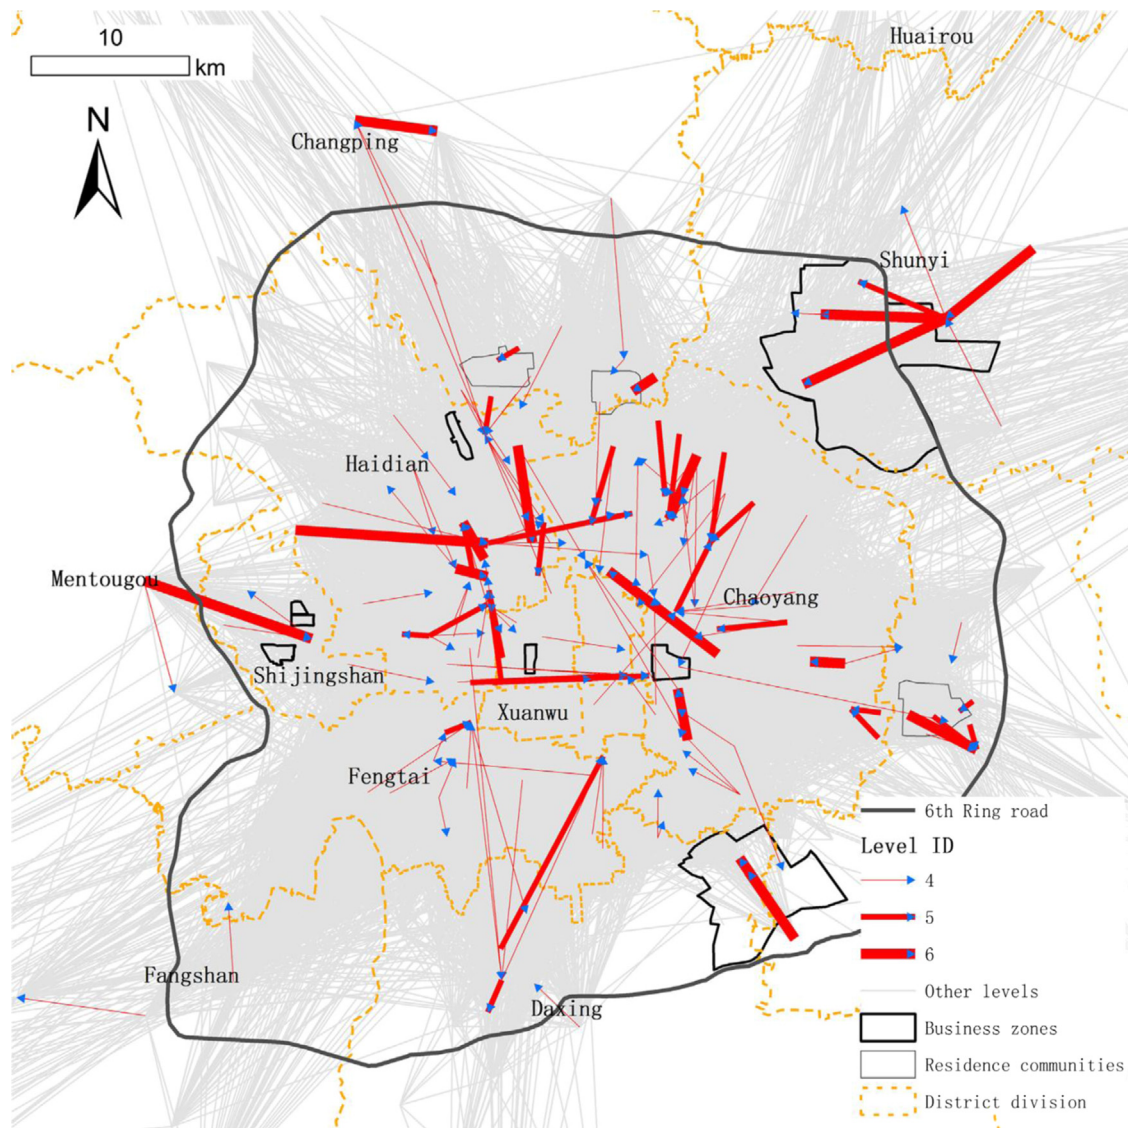 10
km
N
Huairou
Changping
Shunyi
Haidian
Mentougou
Chaoyang
Shijingshan
Xuanwu
Fengtai
Fangshan
Daxing
6th Ring road
Level ID
4
5
6
Other levels
Business zones
Residence communities
District division